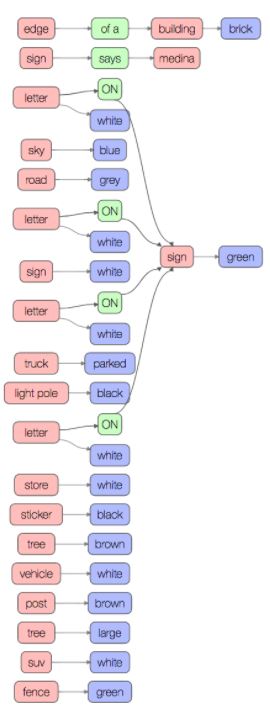 edge of a building brick
sign says medina
letter ON
white
sky blue
road grey
letter ON
white
sign green
sign white
letter ON
white
truck parked
light pole black
letter ON
white
store white
sticker black
tree brown
vehicle white
post brown
tree large
suv white
fence green